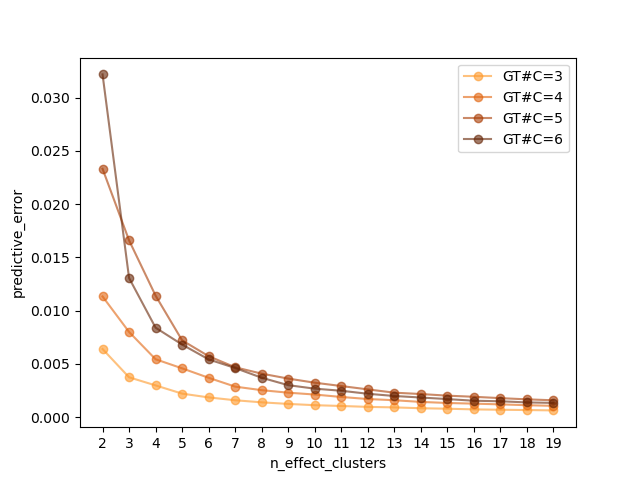 GT#C=3
GT#C=4
GT#C=5
GT#C=6
0.030
0.025
0.020
0.015
0.010
0.005
0.000
predictive_error
2 3 4 5 6 7 8 9 10 11 12 13 14 15 16 17 18 19
n_effect_clusters